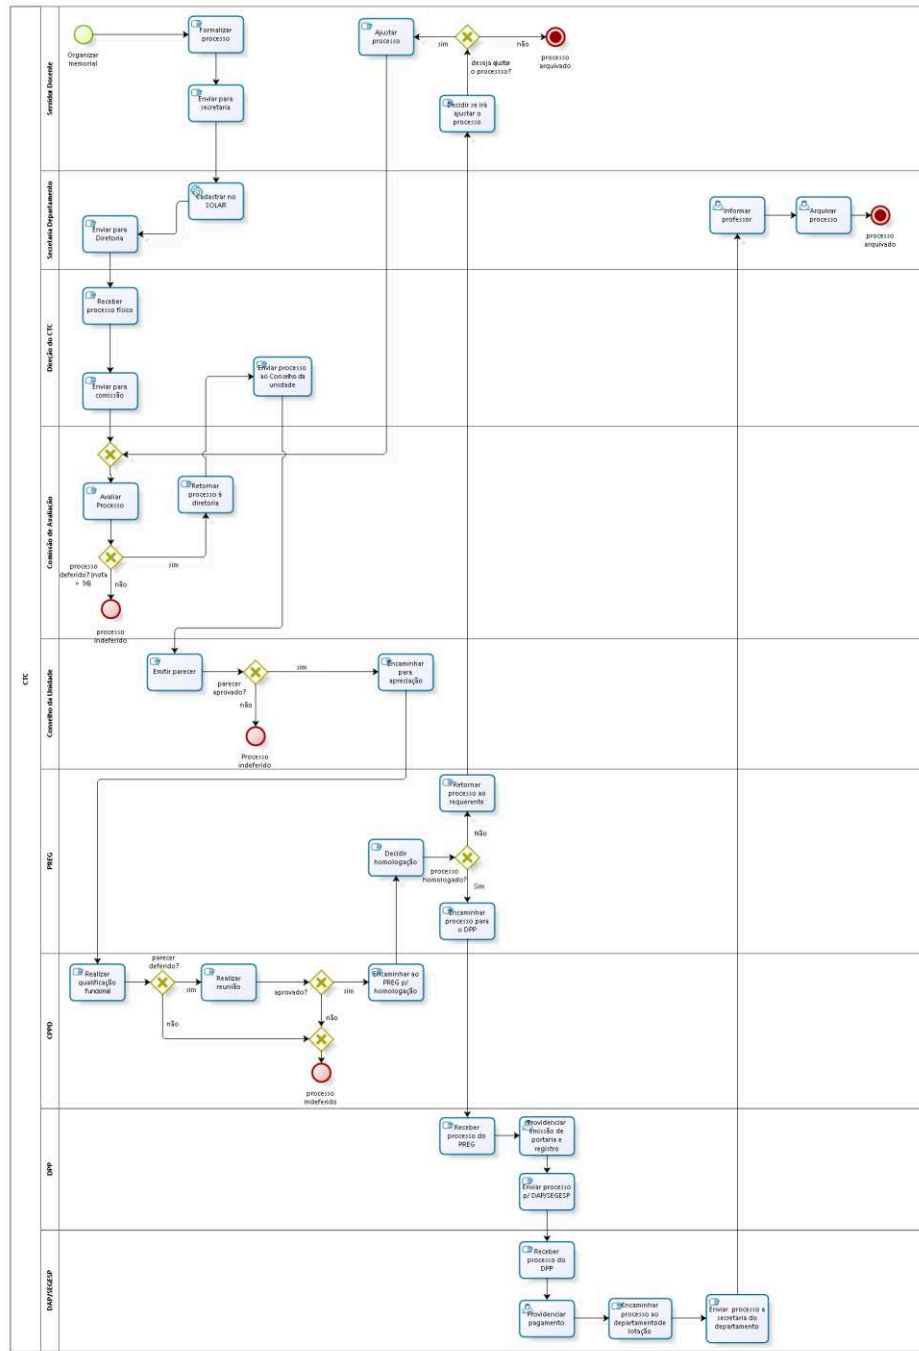 CTC
Servidor Docente
Organizar
memorial
Formalizar
processo
Enviar para
secretaria
Ajustar
processo
sim
não
deseja ajustar
o processso?
processo
arquivado
Decidir se irá
ajustar o
processo
Secretaria Departamento
Cadastrar no
SOLAR
Enviar para
Diretoria
Informar
professor
Arquivar
processo
processo
arquivado
Direção do CTC
Receber
processo físico
Enviar para
comissão
Enviar processo
ao Conselho da
unidade
Comissão de Avaliação
Avaliar
Processo
Retornar
processo à
diretoria
processo
deferido? (nota
> 36)
sim
não
processo
indeferido
Conselho da Unidade
Emitir parecer
parecer
aprovado?
sim
não
Processo
indeferido
Encaminhar
para
apreciação
PREG
Retornar
processo ao
requerente
Não
Decidir
homologação
processo
homologado?
Sim
Encaminhar
processo para
o DPP
CPPD
Realizar
qualificação
funcional
parecer
deferido?
sim
não
Realizar
reunião
aprovado?
sim
não
Encaminhar ao
PREG p/
homologação
processo
indeferido
DPP
Receber
processo do
PREG
Providenciar
emissão de
portaria e
registro
Enviar processo
p/ DAP/SEGESP
DAP/SEGESP
Receber
processo do
DPP
Providenciar
pagamento
Encaminhar
processo ao
departamentode
lotação
Enviar processo a
secretaria do
departamento